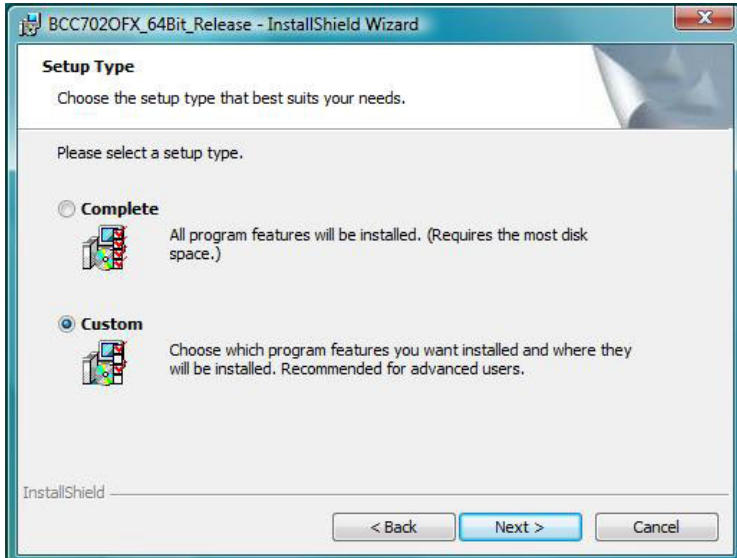 BCC702OFX_64Bit_Release - InstallShield Wizard
Setup Type
Choose the setup type that best suits your needs.
Please select a setup type.
Complete
All program features will be installed. (Requires the most disk
space.)
Custom
Choose which program features you want installed and where they
will be installed. Recommended for advanced users.
InstallShield
< Back
Next >
Cancel